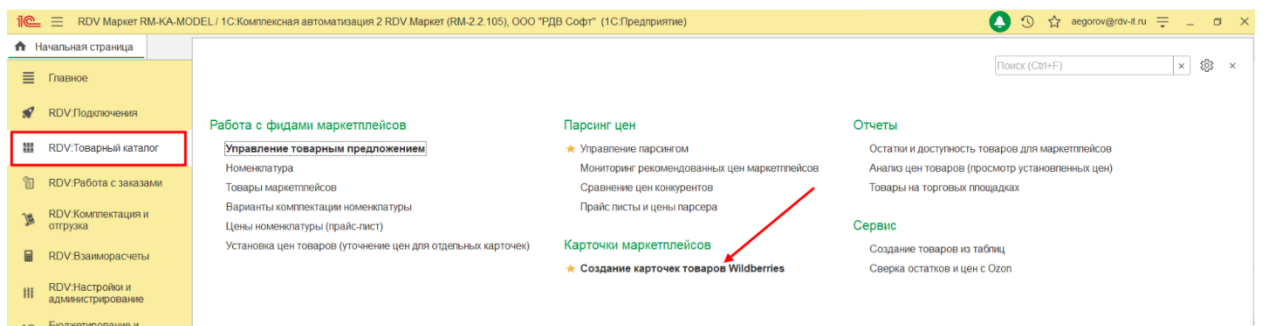 RDV Маркет RM-KA-MODEL / 1С:Комплексная автоматизация 2 RDV.Маркет (RM-2.2.105), ООО "РДВ Софт" (1С:Предприятие)
aegorov@rdv-it.ru
Начальная страница
Поиск (Ctrl+F)
Главное
RDV:Подключения
RDV:Товарный каталог
RDV:Работа с заказами
RDV:Комплектация и
отгрузка
RDV:Взаиморасчеты
RDV:Настройки и
администрирование
Бюджетирование и
Работа с фидами маркетплейсов
Управление товарным предложением
Номенклатура
Товары маркетплейсов
Варианты комплектации номенклатуры
Цены номенклатуры (прайс-лист)
Установка цен товаров (уточнение цен для отдельных карточек)
Парсинг цен
Управление парсингом
Мониторинг рекомендованных цен маркетплейсов
Сравнение цен конкурентов
Прайс листы и цены парсера
Карточки маркетплейсов
Создание карточек товаров Wildberries
Отчеты
Остатки и доступность товаров для маркетплейсов
Анализ цен товаров (просмотр установленных цен)
Товары на торговых площадках
Сервис
Создание товаров из таблиц
Сверка остатков и цен с Ozon